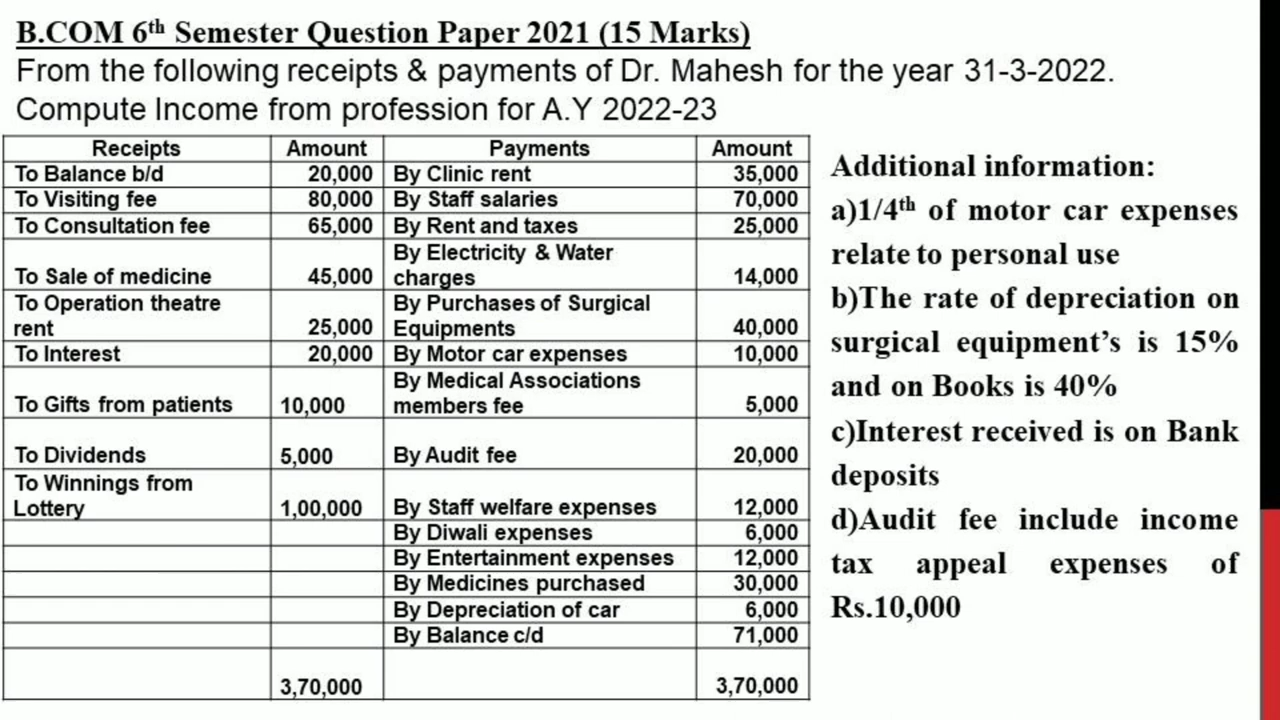 B.COM 6th Semester Question Paper 2021 (15 Marks)
From the following receipts & payments of Dr. Mahesh for the year 31-3-2022.
Compute Income from profession for A.Y 2022-23
Receipts Amount Payments Amount
To Balance b/d 20,000 By Clinic rent 35,000
To Visiting fee 80,000 By Staff salaries 70,000
To Consultation fee 65,000 By Rent and taxes 25,000
By Electricity & Water
To Sale of medicine 45,000 charges 14,000
To Operation theatre By Purchases of Surgical
rent 25,000 Equipments 40,000
To Interest 20,000 By Motor car expenses 10,000
By Medical Associations
To Gifts from patients 10,000 members fee 5,000
To Dividends 5,000 By Audit fee 20,000
To Winnings from
Lottery 1,00,000 By Staff welfare expenses 12,000
By Diwali expenses 6,000
By Entertainment expenses 12,000
By Medicines purchased 30,000
By Depreciation of car 6,000
By Balance c/d 71,000
3,70,000 3,70,000
Additional information:
a)1/4th of motor car expenses
relate to personal use
b)The rate of depreciation on
surgical equipment's is 15%
and on Books is 40%
c)Interest received is on Bank
deposits
d)Audit fee include income
tax appeal expenses of
Rs.10,000